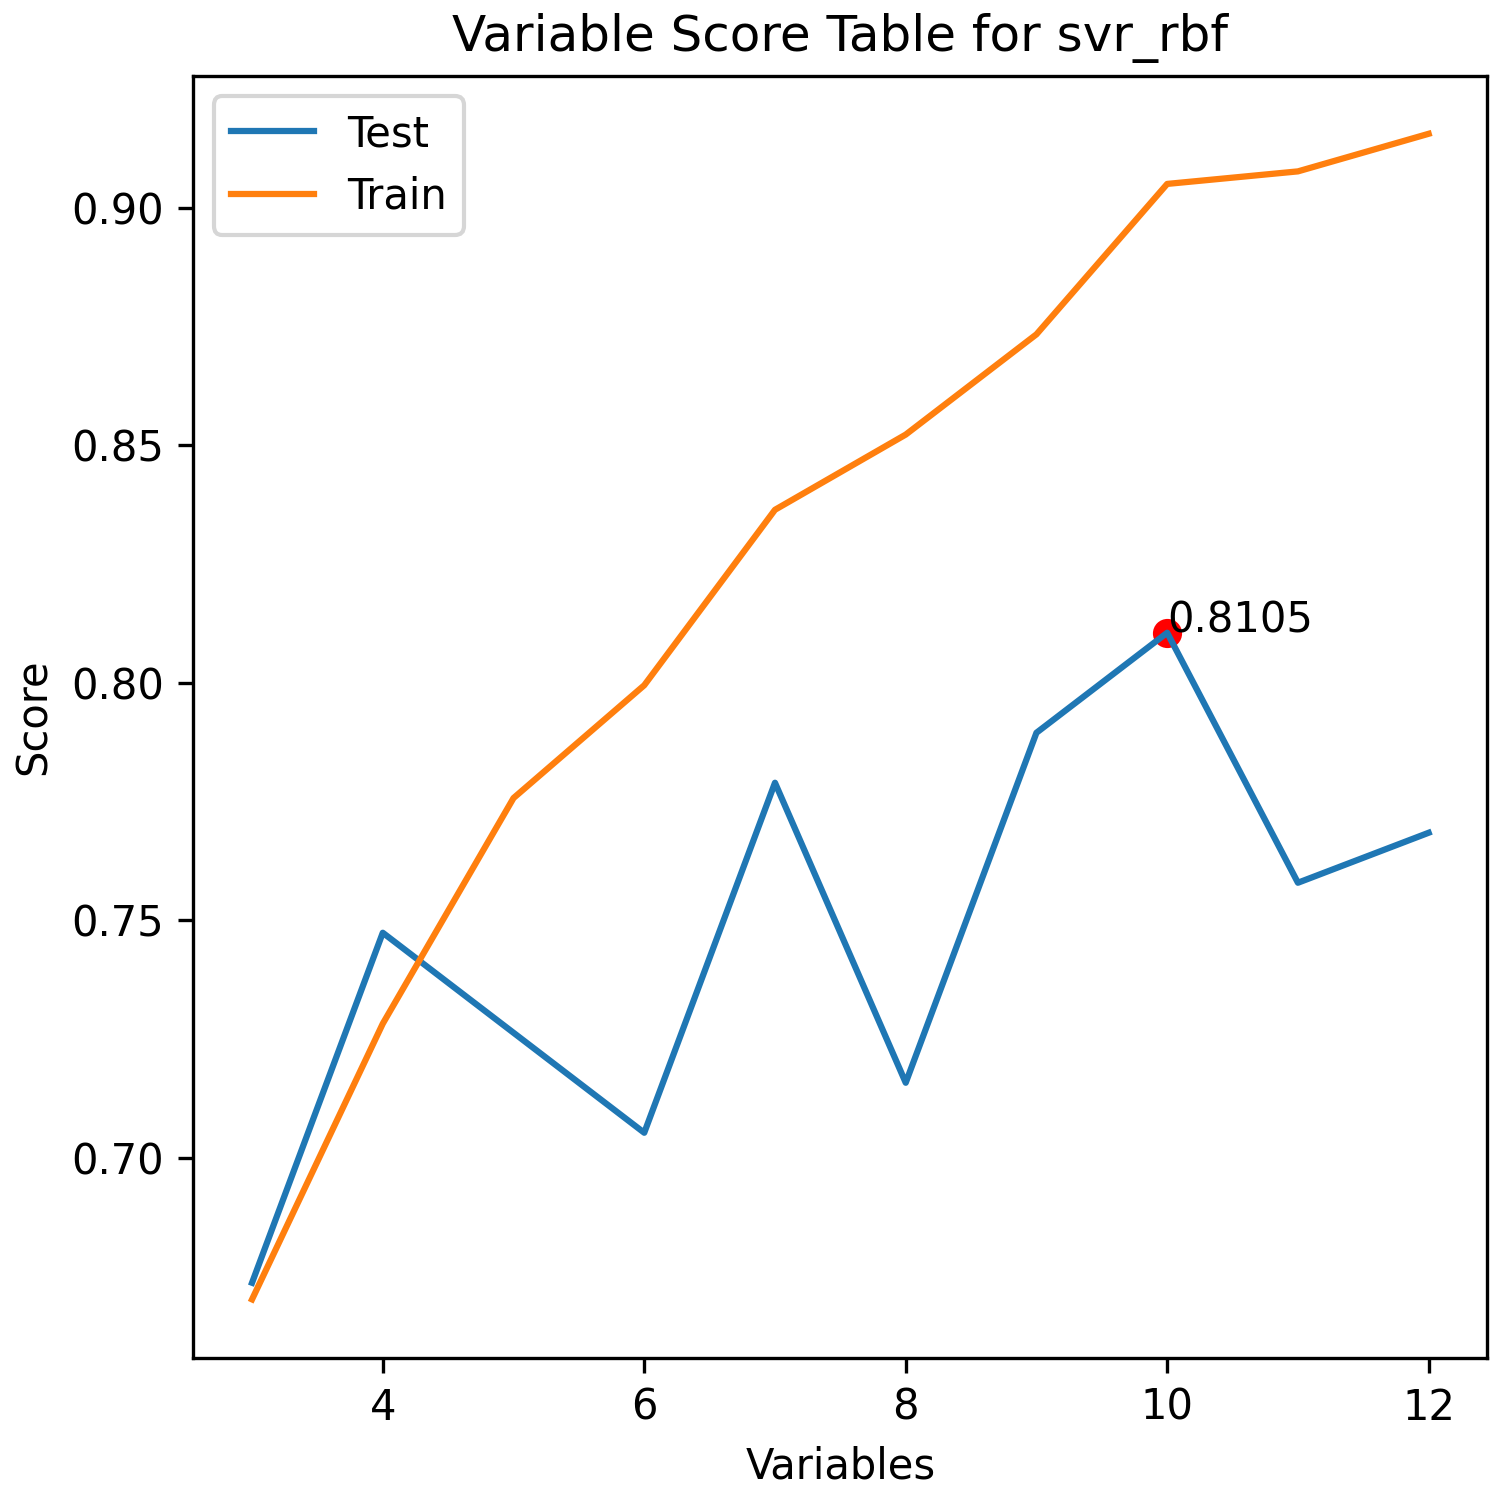 Variable Score Table for svr_rbf
Test
Train
0.90
0.85
0.8105
0.80
Score
0.75
0.70
4 6 8 10 12
Variables